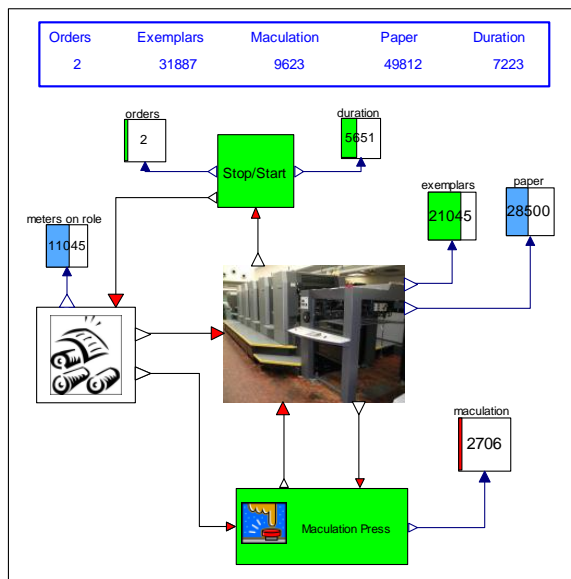 Orders Exemplars Maculation Paper Duration
2 31887 9623 49812 7223
orders
2
duration
5651
Stop/Start
exemplars
21045
paper
28500
meters on role
11045
maculation
2706
Maculation Press